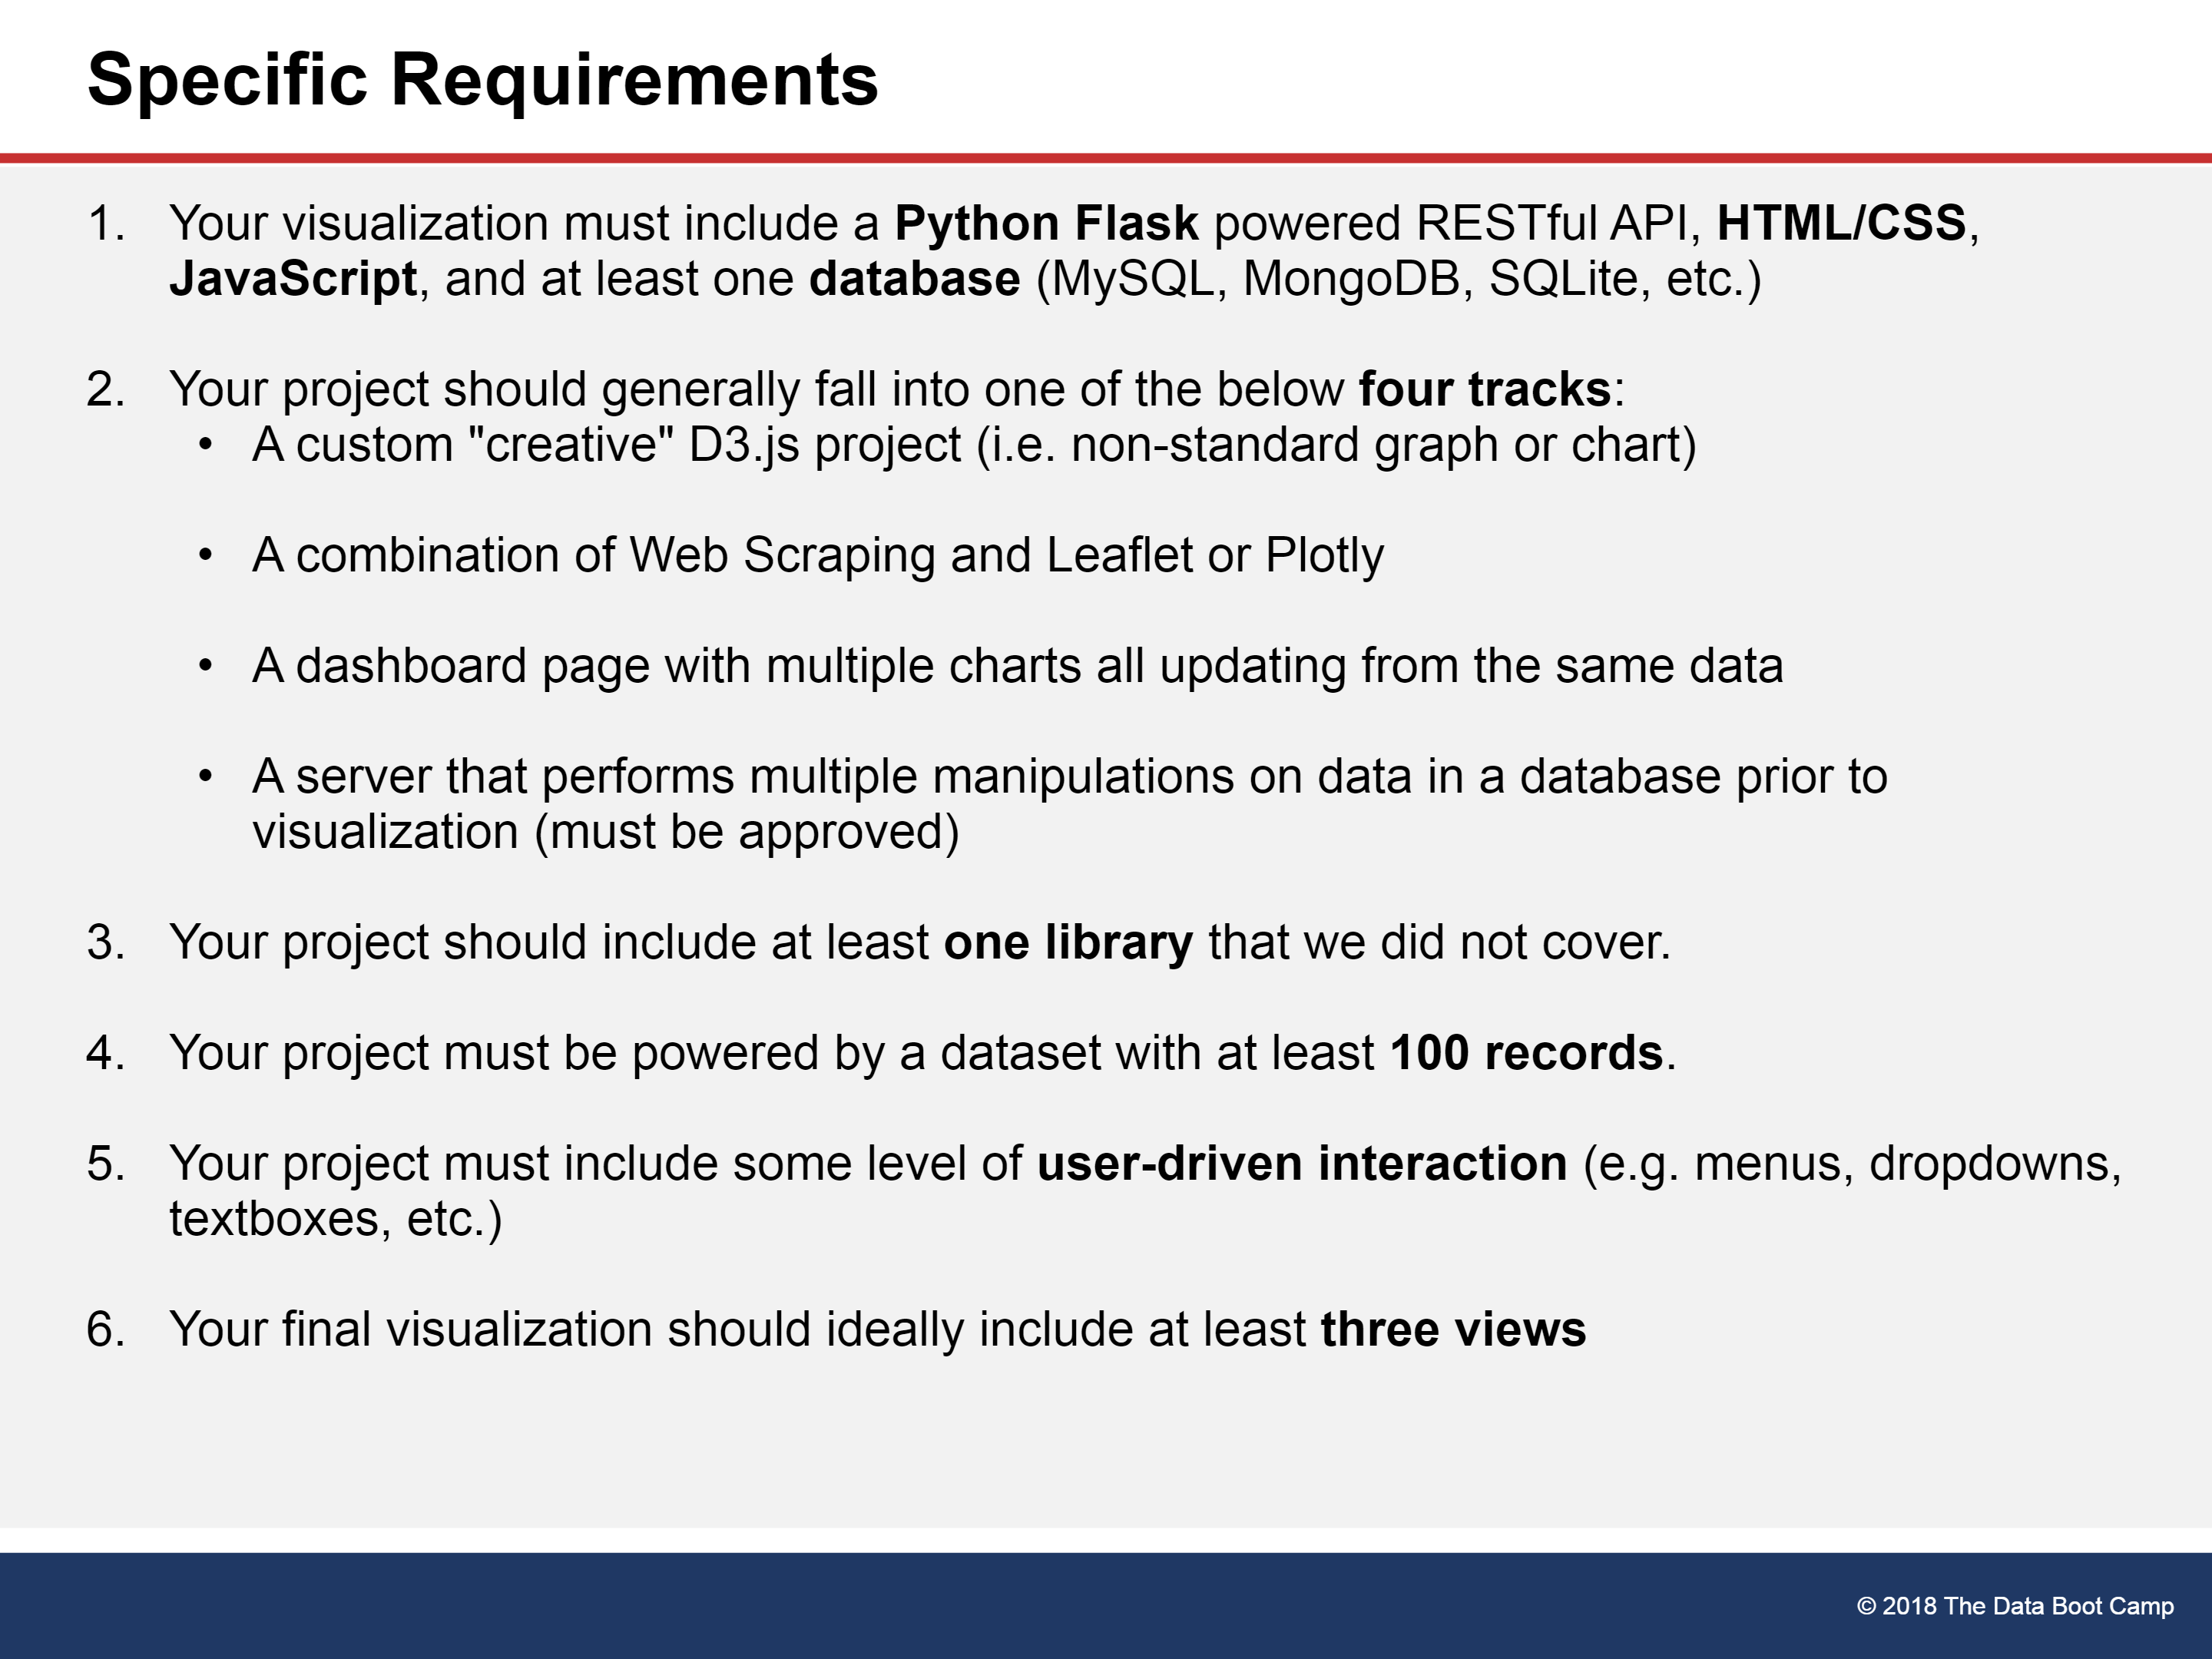 Specific Requirements
1. Your visualization must include a Python Flask powered RESTful API, HTML/CSS,
JavaScript, and at least one database (MySQL, MongoDB, SQLite, etc.)
2. Your project should generally fall into one of the below four tracks:
• A custom "creative" D3.js project (i.e. non-standard graph or chart)
• A combination of Web Scraping and Leaflet or Plotly
• A dashboard page with multiple charts all updating from the same data
• A server that performs multiple manipulations on data in a database prior to
visualization (must be approved)
3. Your project should include at least one library that we did not cover.
4. Your project must be powered by a dataset with at least 100 records.
5. Your project must include some level of user-driven interaction (e.g. menus, dropdowns,
textboxes, etc.)
6. Your final visualization should ideally include at least three views
© 2018 The Data Boot Camp